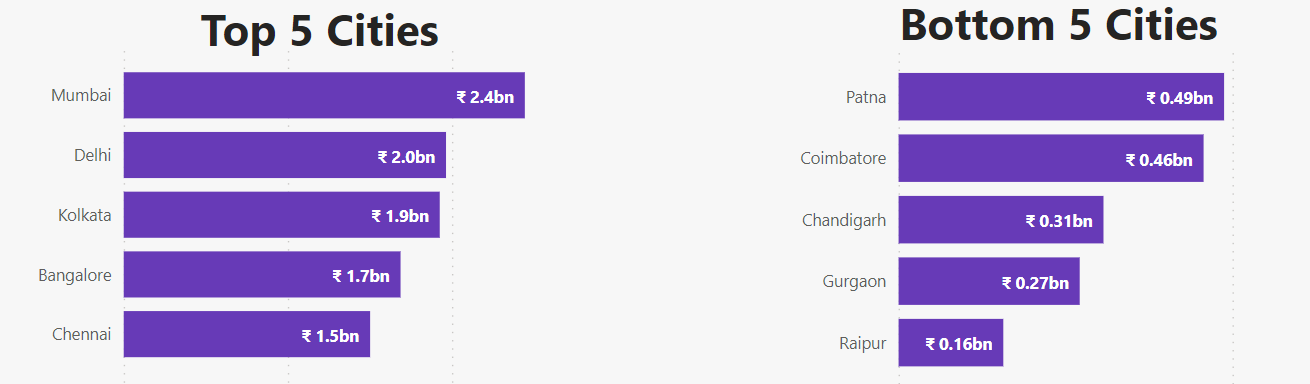 Top 5 Cities
Mumbai ₹ 2.4bn
Delhi ₹ 2.0bn
Kolkata ₹ 1.9bn
Bangalore ₹ 1.7bn
Chennai ₹ 1.5bn
Bottom 5 Cities
Patna ₹ 0.49bn
Coimbatore ₹ 0.46bn
Chandigarh ₹ 0.31bn
Gurgaon ₹ 0.27bn
Raipur ₹ 0.16bn